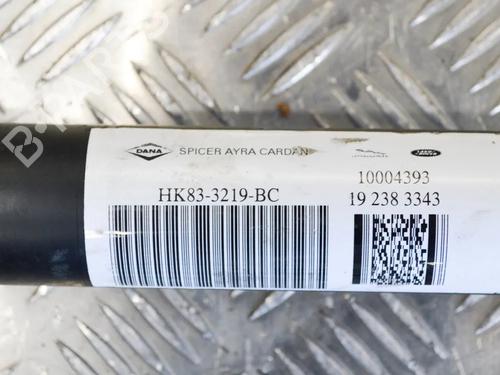 DANA SPICER AYRA CARDAN
HK83-3219-BC
10004393
19 238 3343